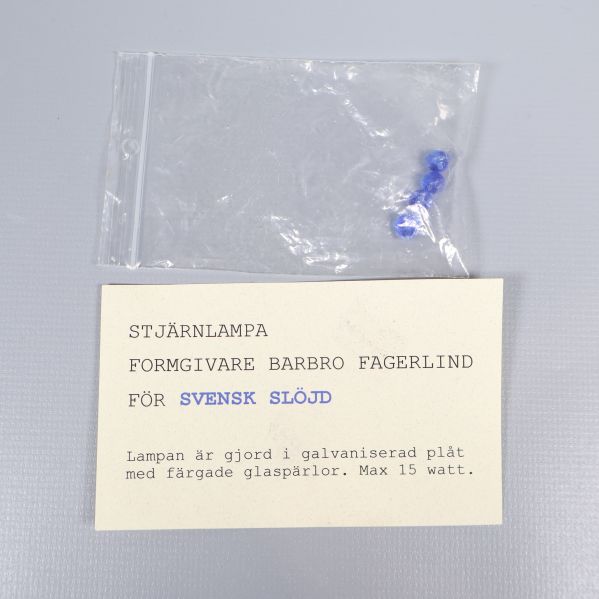 STJÄRNLAMPA
FORMGIVARE BARBRO FAGERLIND
FÖR SVENSK SLÖJD
Lampan är gjord i galvaniserad plåt
med färgade glaspärlor. Max 15 watt.